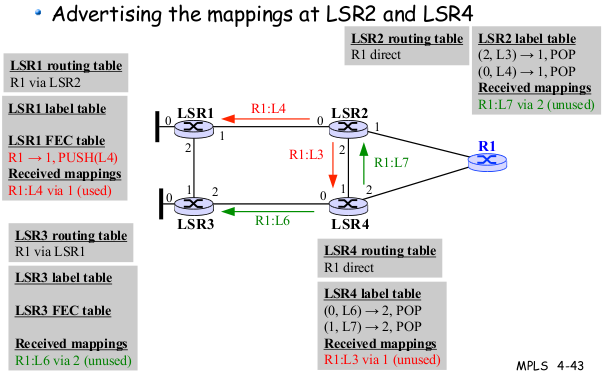 • Advertising the mappings at LSR2 and LSR4
LSR1 routing table
R1 via LSR2
LSR1 label table
LSR1 FEC table
R1 → 1, PUSH(L4)
Received mappings
R1:L4 via 1 (used)
LSR2 routing table
R1 direct
LSR2 label table
(2, L3) → 1, POP
(0, L4) → 1, POP
Received mappings
R1:L7 via 2 (unused)
R1:L4
LSR1
LSR2
0
1
2
0
1
2
R1:L3
R1:L7
R1
0
1
2
0
1
2
LSR3
R1:L6
LSR4
LSR3 routing table
R1 via LSR1
LSR3 label table
LSR3 FEC table
Received mappings
R1:L6 via 2 (unused)
LSR4 routing table
R1 direct
LSR4 label table
(0, L6) → 2, POP
(1, L7) → 2, POP
Received mappings
R1:L3 via 1 (unused)
MPLS 4-43